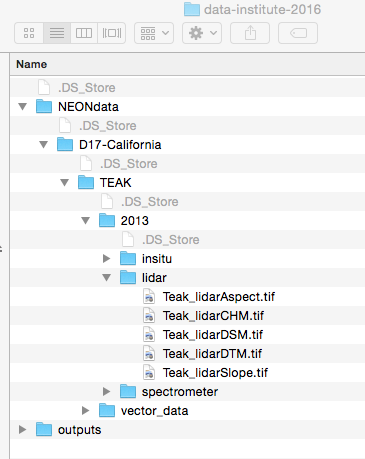 data-institute-2016
Name
.DS_Store
NEONdata
.DS_Store
D17-California
.DS_Store
TEAK
.DS_Store
2013
.DS_Store
insitu
lidar
Teak_lidarAspect.tif
Teak_lidarCHM.tif
Teak_lidarDSM.tif
Teak_lidarDTM.tif
Teak_lidarSlope.tif
spectrometer
vector_data
outputs